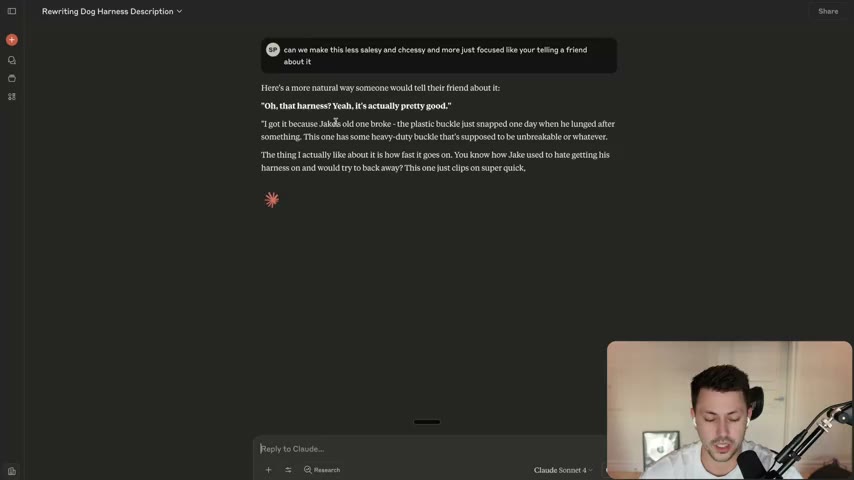 Rewriting Dog Harness Description
Share
SP
can we make this less salesy and chcessy and more just focused like your telling a friend
about it
Here's a more natural way someone would tell their friend about it:
"Oh, that harness? Yeah, it's actually pretty good."
"I got it because Jake's old one broke - the plastic buckle just snapped one day when he lunged after
something. This one has some heavy-duty buckle that's supposed to be unbreakable or whatever.
The thing I actually like about it is how fast it goes on. You know how Jake used to hate getting his
harness on and would try to back away? This one just clips on super quick,
Reply to Claude...
Research
Claude Sonnet 4